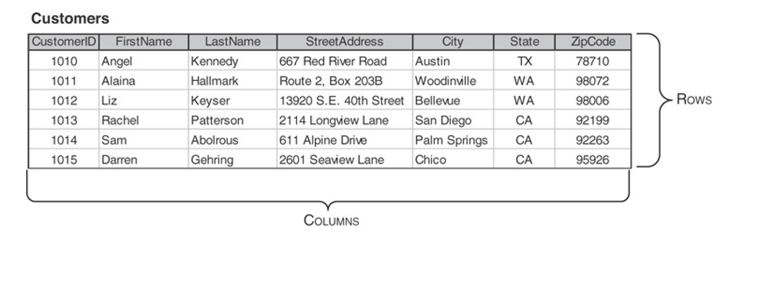 Customers
CustomerID FirstName LastName StreetAddress City State ZipCode
1010 Angel Kennedy 667 Red River Road Austin TX 78710
1011 Alaina Hallmark Route 2, Box 203B Woodinville WA 98072
1012 Liz Keyser 13920 S.E. 40th Street Bellevue WA 98006
1013 Rachel Patterson 2114 Longview Lane San Diego CA 92199
1014 Sam Abolrous 611 Alpine Drive Palm Springs CA 92263
1015 Darren Gehring 2601 Seaview Lane Chico CA 95926
ROWS
COLUMNS